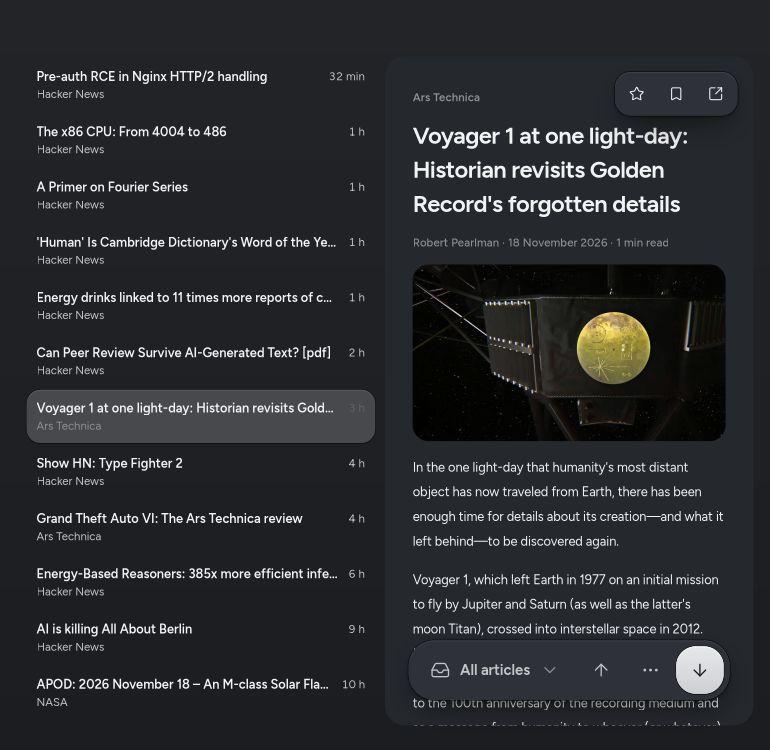 Pre-auth RCE in Nginx HTTP/2 handling 32 min
Hacker News
The x86 CPU: From 4004 to 486 1 h
Hacker News
A Primer on Fourier Series 1 h
Hacker News
'Human' Is Cambridge Dictionary's Word of the Ye... 1 h
Hacker News
Energy drinks linked to 11 times more reports of c... 1 h
Hacker News
Can Peer Review Survive AI-Generated Text? [pdf] 2 h
Hacker News
Voyager 1 at one light-day: Historian revisits Gold... 3 h
Ars Technica
Show HN: Type Fighter 2 4 h
Hacker News
Grand Theft Auto VI: The Ars Technica review 4 h
Ars Technica
Energy-Based Reasoners: 385x more efficient infe... 6 h
Hacker News
AI is killing All About Berlin 9 h
Hacker News
APOD: 2026 November 18 – An M-class Solar Fla... 10 h
NASA
Ars Technica
Voyager 1 at one light-day:
Historian revisits Golden
Record's forgotten details
Robert Pearlman · 18 November 2026 · 1 min read
In the one light-day that humanity's most distant
object has now traveled from Earth, there has been
enough time for details about its creation—and what it
left behind—to be discovered again.
Voyager 1, which left Earth in 1977 on an initial mission
to fly by Jupiter and Saturn (as well as the latter's
moon Titan), crossed into interstellar space in 2012.
All articles
to the 100th anniversary of the recording medium and
as a message from humanity to whoever (or whatever)